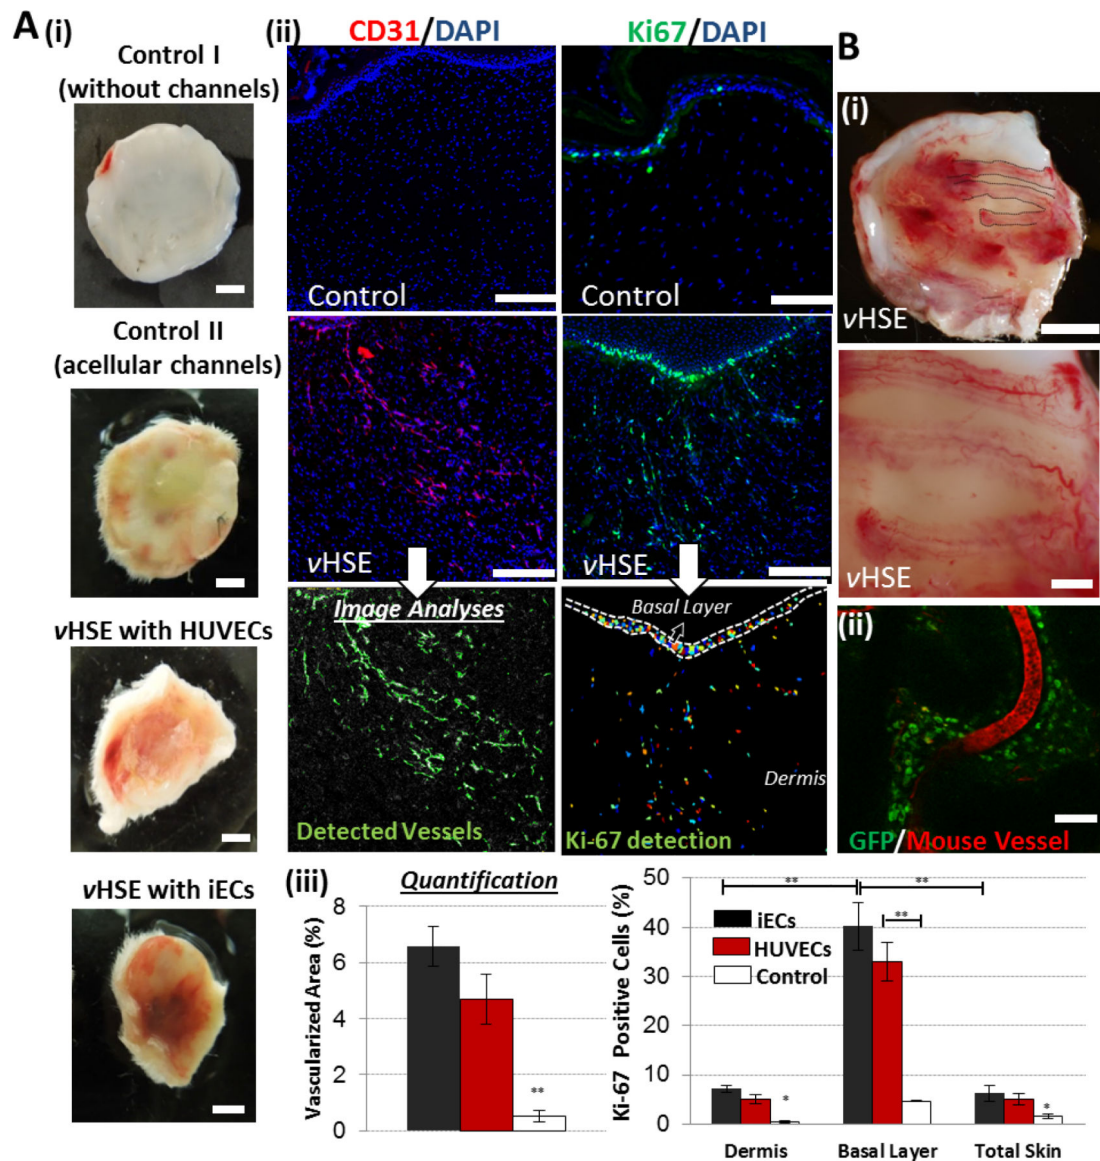 A (i)
Control I
(without channels)
Control II
(acellular channels)
vHSE with HUVECs
vHSE with iECs
(ii)
CD31/DAPI
Ki67/DAPI
Control
Control
vHSE
vHSE
Image Analyses
Basal Layer
Dermis
Detected Vessels
Ki-67 detection
(iii)
Quantification
Vascularized Area (%)
8
6
4
2
0
**
Ki-67 Positive Cells (%)
50
40
30
20
10
0
**
**
**
iECs
HUVECs
Control
*
*
Dermis
Basal Layer
Total Skin
B
(i)
vHSE
vHSE
(ii)
GFP/Mouse Vessel